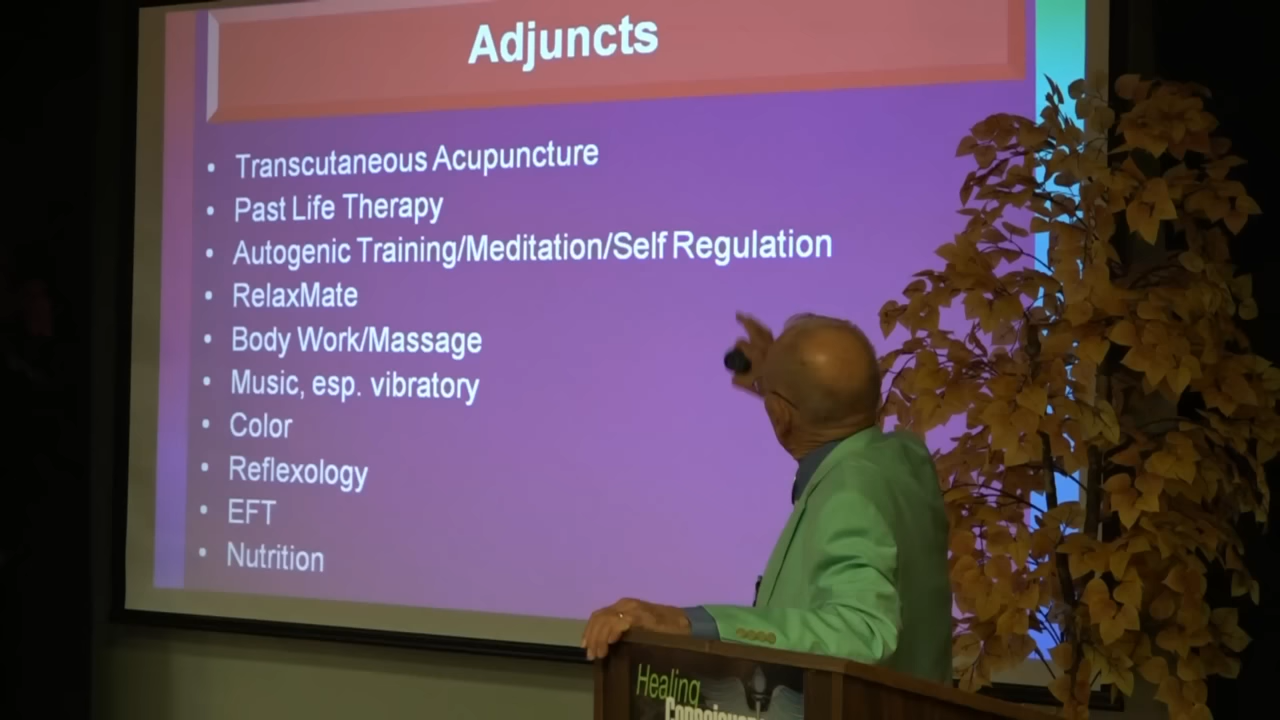 Adjuncts
• Transcutaneous Acupuncture
• Past Life Therapy
• Autogenic Training/Meditation/Self Regulation
• RelaxMate
• Body Work/Massage
• Music, esp. vibratory
• Color
• Reflexology
• EFT
• Nutrition
Healing